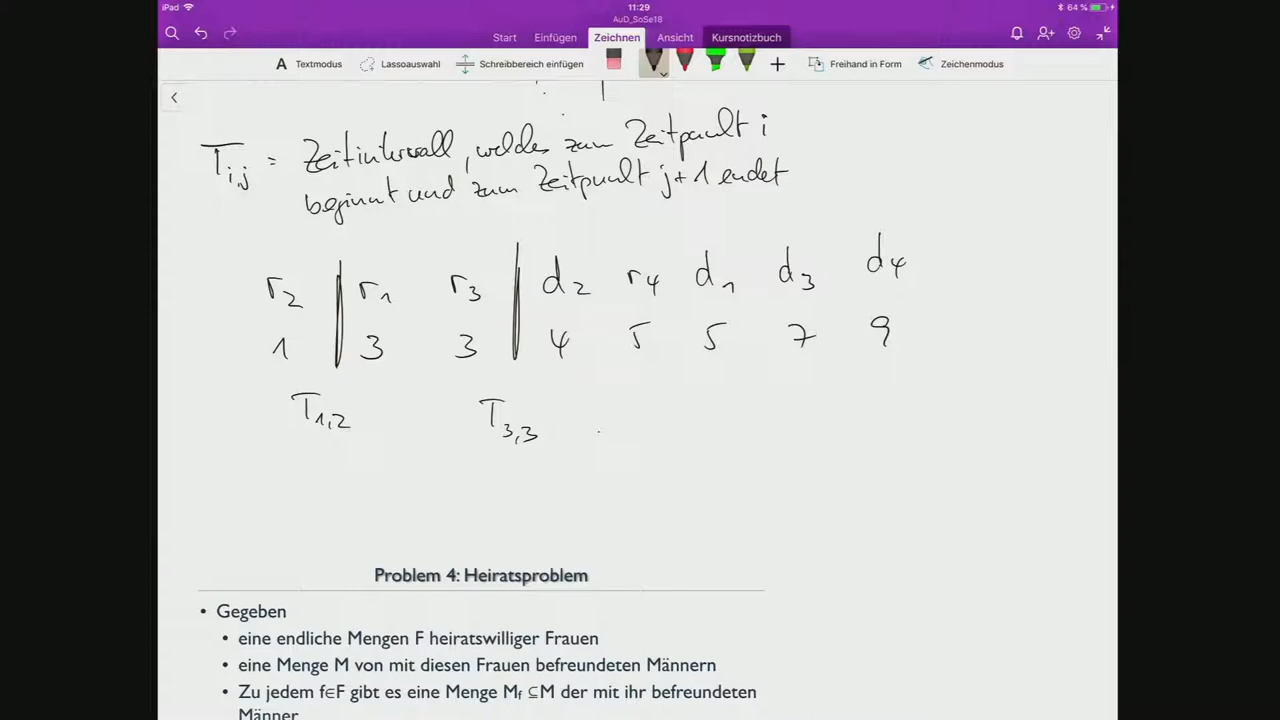 iPad 11:29 64 %
AuD_SoSe18
Start Einfügen Zeichnen Ansicht Kursnotizbuch
A Textmodus Lassoauswahl Schreibbereich einfügen Freihand in Form Zeichenmodus
T i,j = Zeitintervall, welches zum Zeitpunkt i
beginnt und zum Zeitpunkt j+1 endet
r2 | r1 r3 | d2 r4 d1 d3 d4
1 3 3 4 5 5 7 9
T1,2 T3,3
Problem 4: Heiratsproblem
• Gegeben
• eine endliche Mengen F heiratswilliger Frauen
• eine Menge M von mit diesen Frauen befreundeten Männern
• Zu jedem f∈F gibt es eine Menge Mf ⊆M der mit ihr befreundeten
Männer